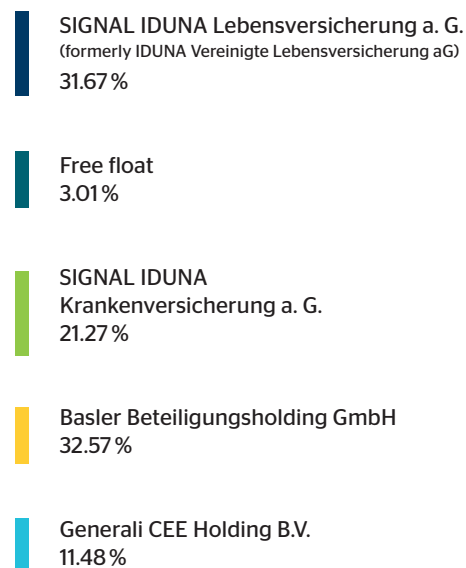 SIGNAL IDUNA Lebensversicherung a. G.
(formerly IDUNA Vereinigte Lebensversicherung aG)
31.67 %
Free float
3.01 %
SIGNAL IDUNA
Krankenversicherung a. G.
21.27 %
Basler Beteiligungsholding GmbH
32.57 %
Generali CEE Holding B.V.
11.48 %